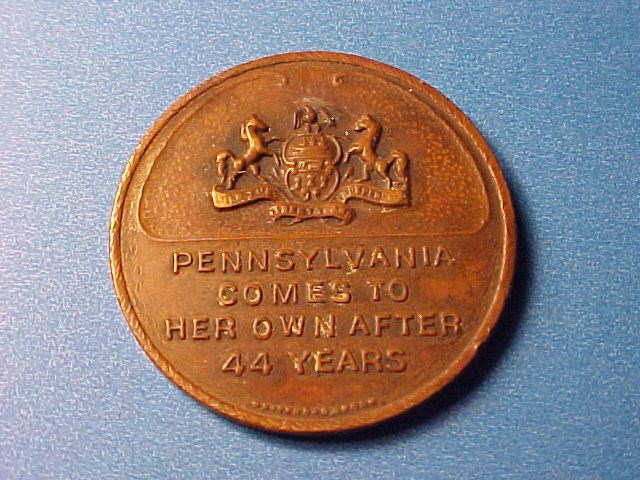 PENNSYLVANIA
COMES TO
HER OWN AFTER
44 YEARS